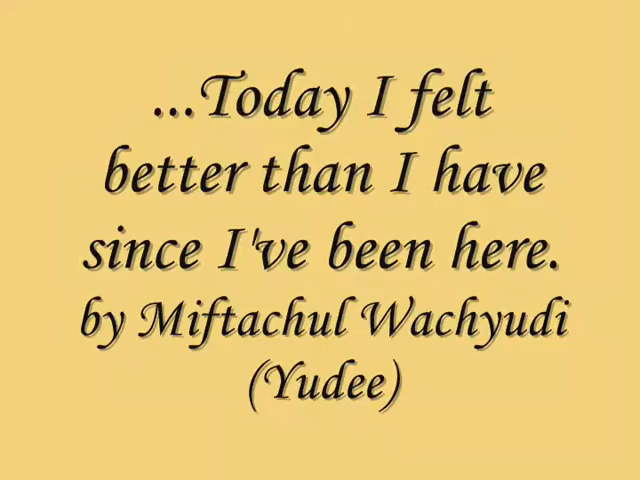 ...Today I felt
better than I have
since I've been here.
by Miftachul Wachyudi
(Yudee)